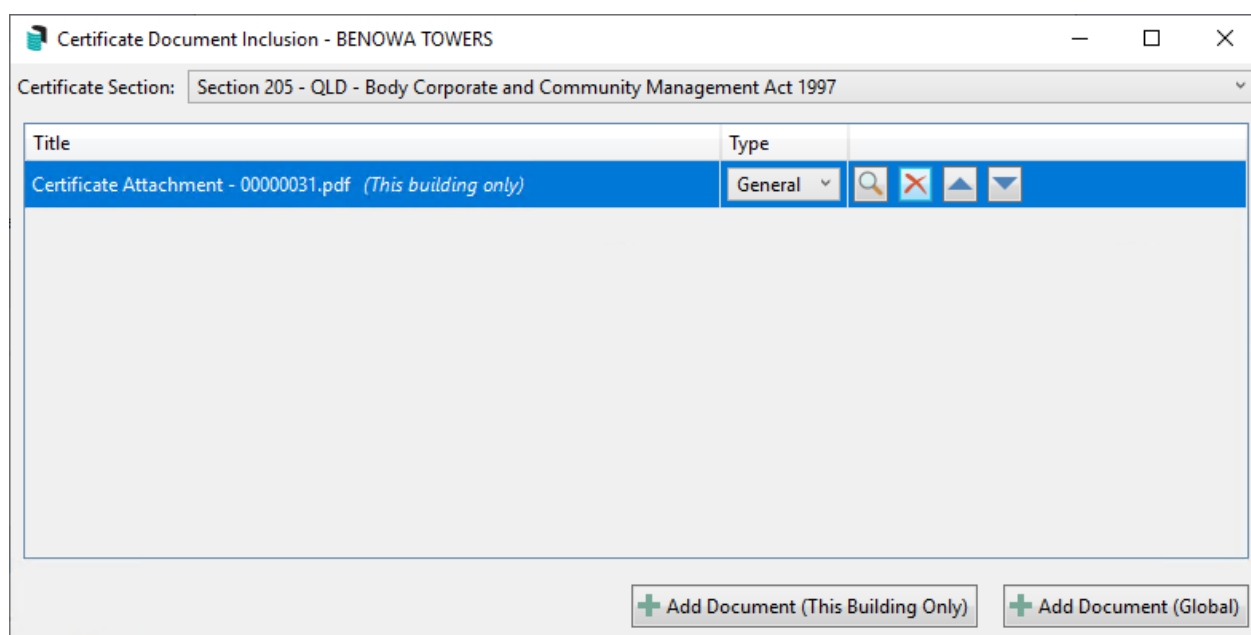 Certificate Document Inclusion - BENOWA TOWERS
Certificate Section: Section 205 - QLD - Body Corporate and Community Management Act 1997
Title Type
Certificate Attachment - 00000031.pdf (This building only) General
Add Document (This Building Only) Add Document (Global)